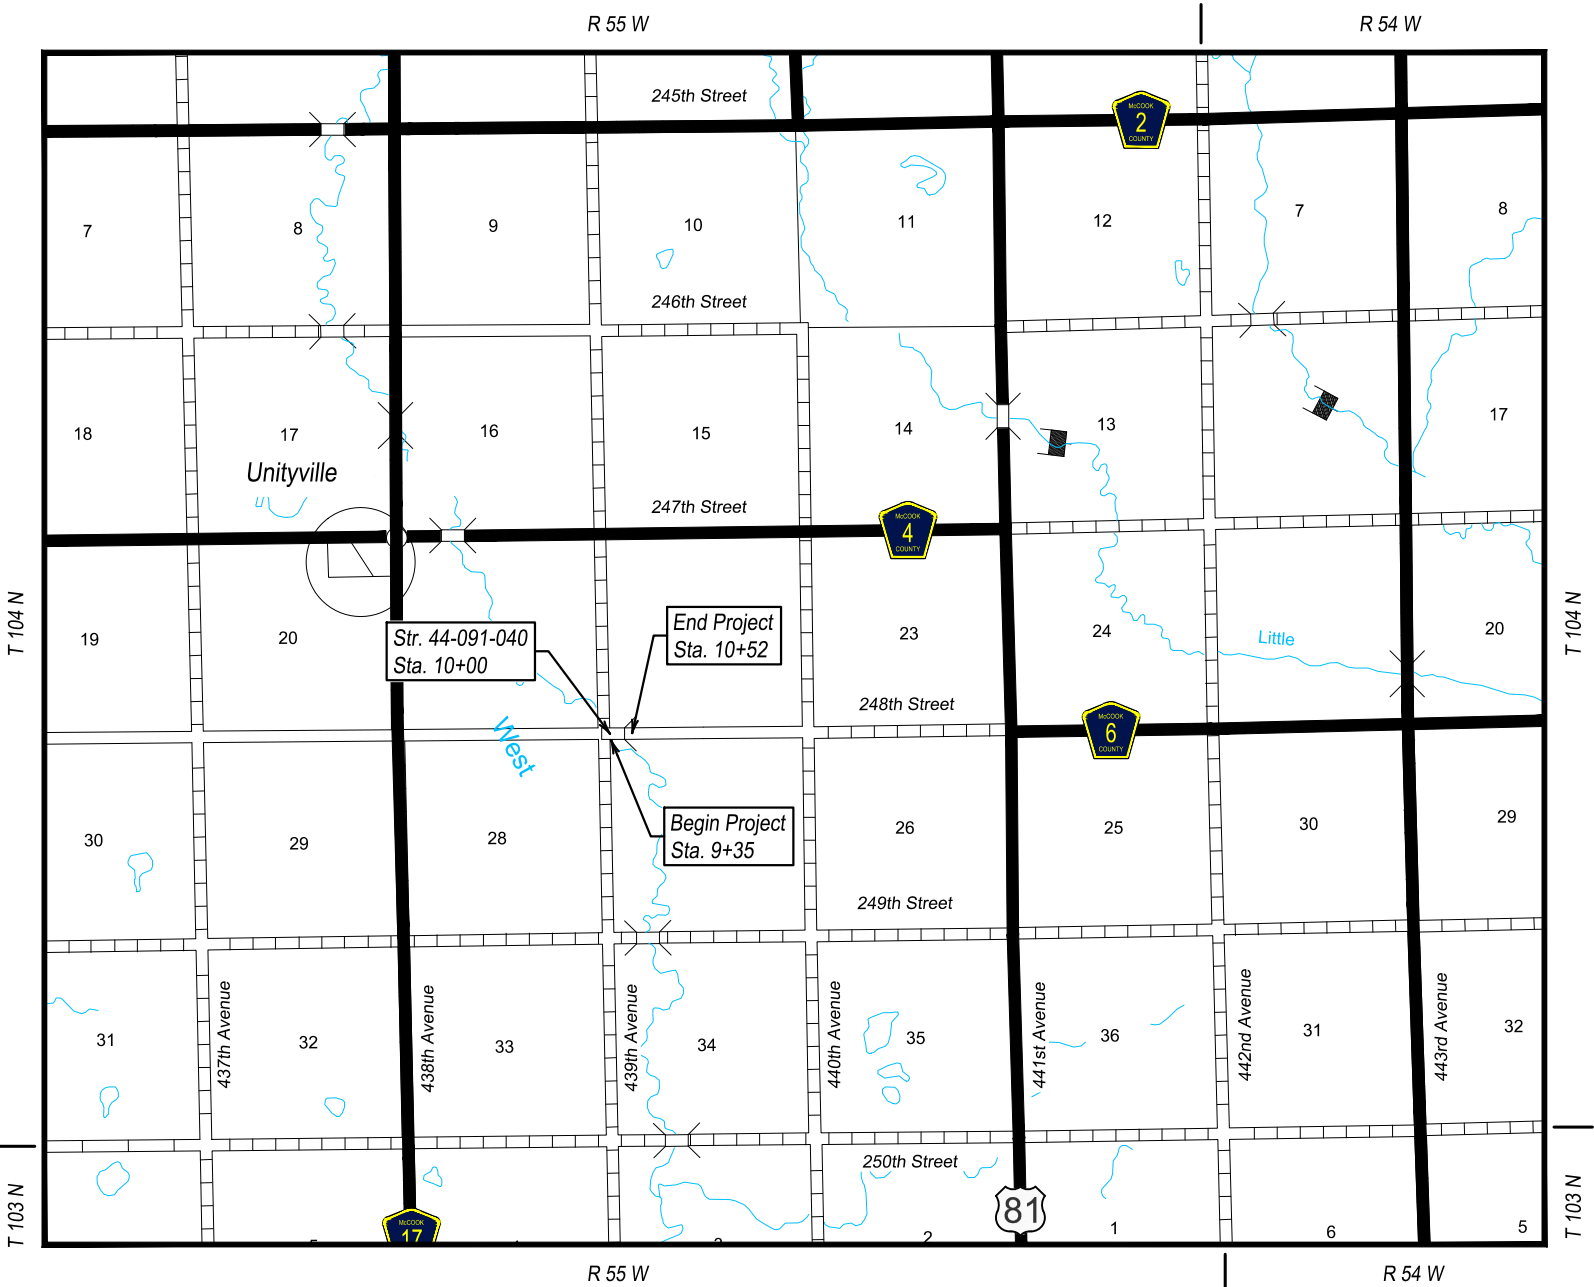 R 55 W
R 54 W
245th Street
McCOOK
2
COUNTY
7
8
9
10
11
12
7
8
246th Street
18
17
16
15
14
13
17
Unityville
247th Street
McCOOK
4
COUNTY
T 104 N
T 104 N
19
20
Str. 44-091-040
Sta. 10+00
End Project
Sta. 10+52
23
24
Little
20
248th Street
West
McCOOK
6
COUNTY
30
29
28
Begin Project
Sta. 9+35
26
25
30
29
249th Street
437th Avenue
438th Avenue
439th Avenue
440th Avenue
441st Avenue
442nd Avenue
443rd Avenue
31
32
33
34
35
36
31
32
250th Street
T 103 N
T 103 N
McCOOK
17
81
2
1
6
5
R 55 W
R 54 W